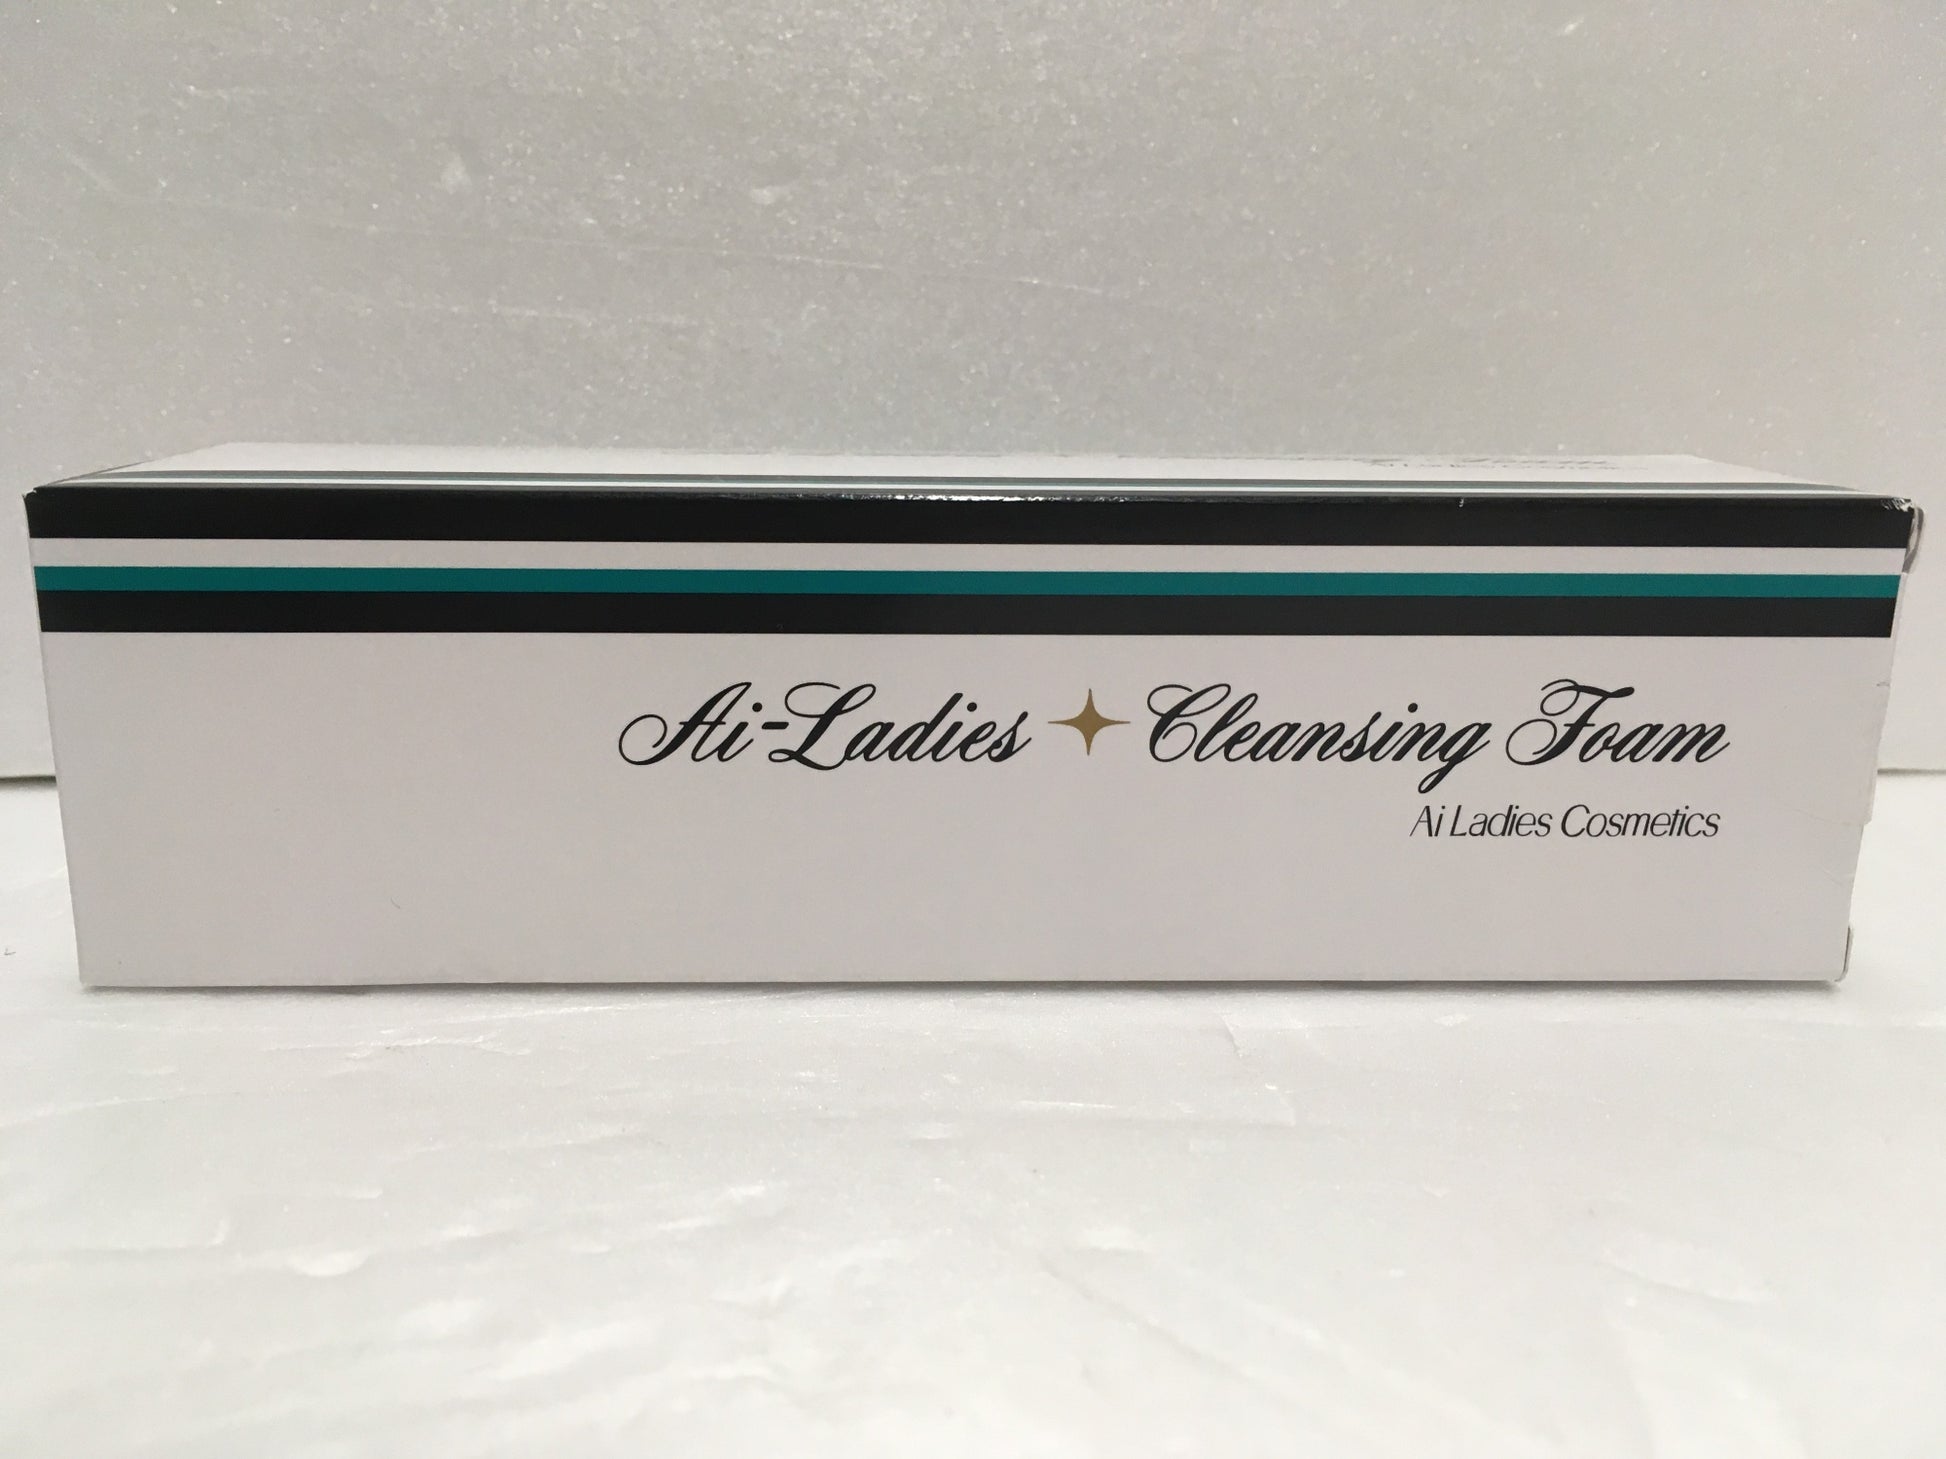 Ai-Ladies Cleansing Foam
Ai Ladies Cosmetics